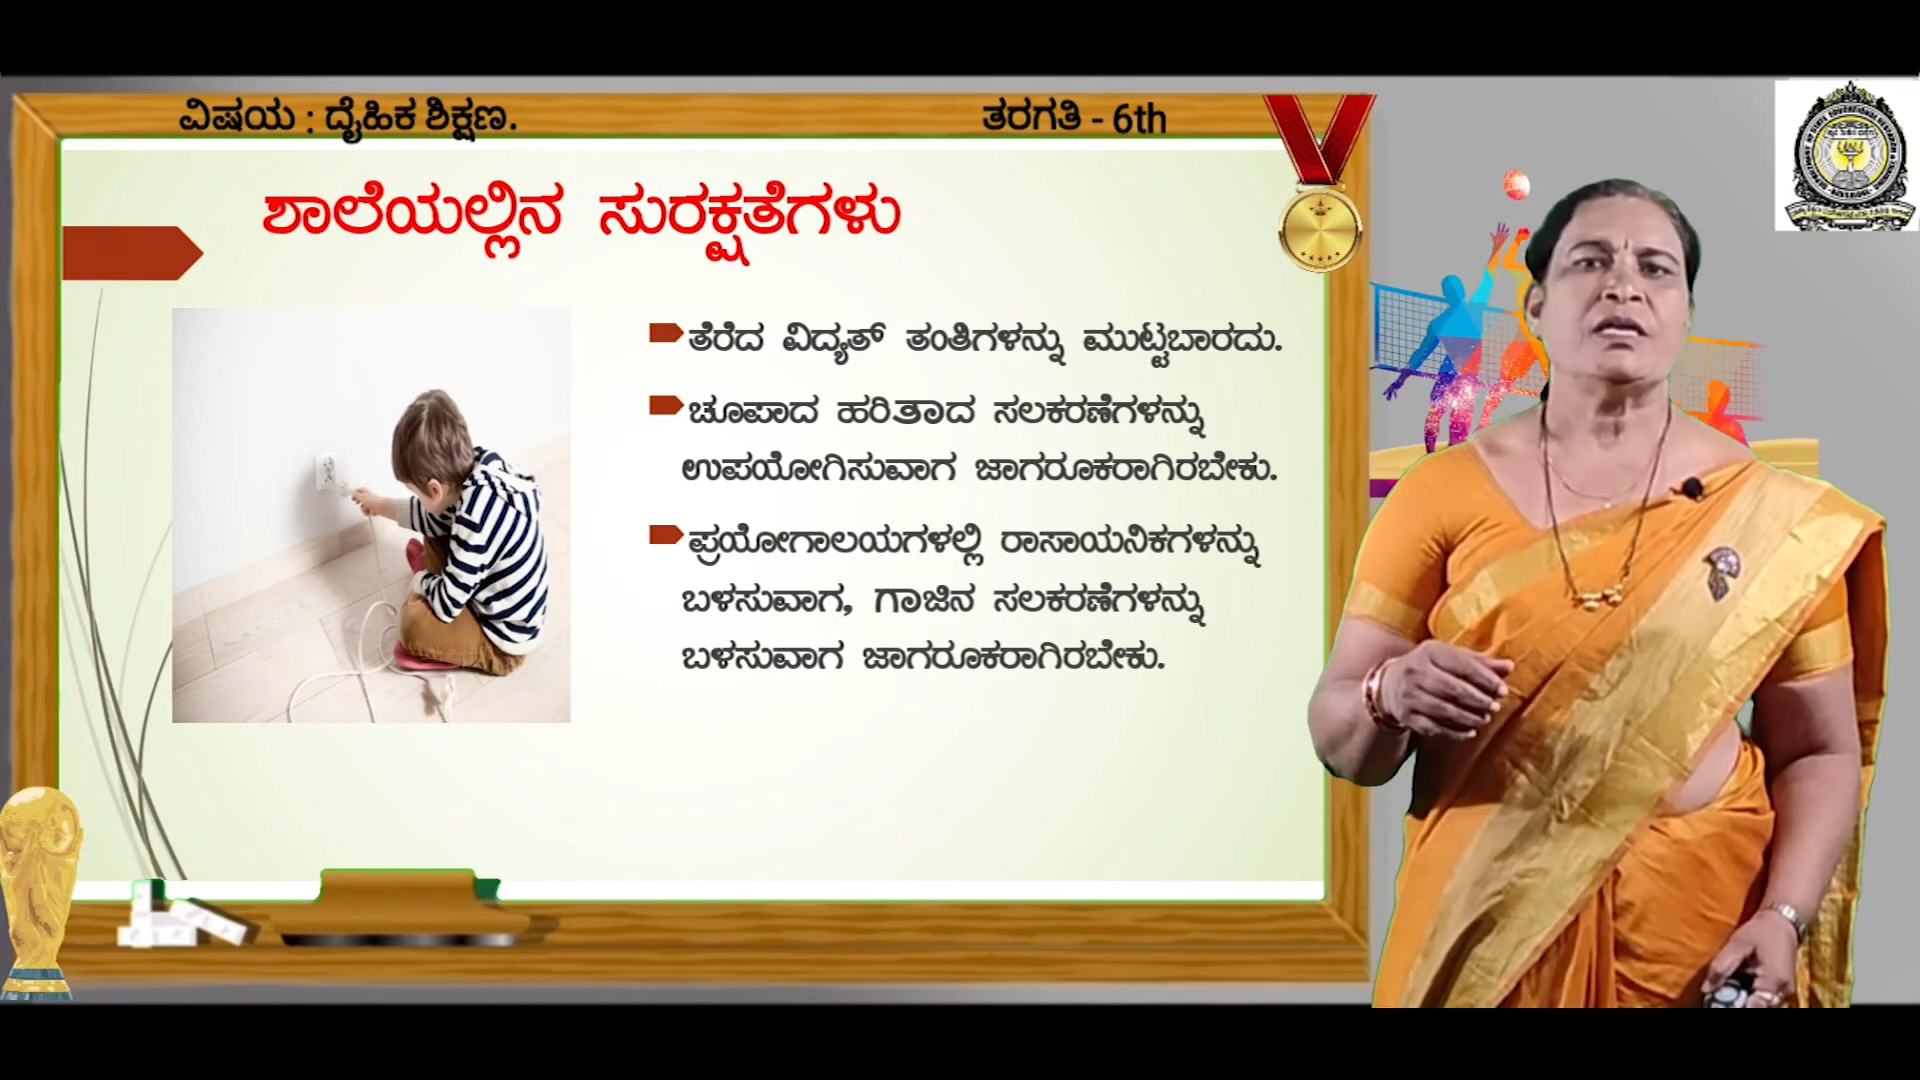 ವಿಷಯ : ದೈಹಿಕ ಶಿಕ್ಷಣ.
ತರಗತಿ - 6th
ಶಾಲೆಯಲ್ಲಿನ ಸುರಕ್ಷತೆಗಳು
ತೆರೆದ ವಿದ್ಯತ್ ತಂತಿಗಳನ್ನು ಮುಟ್ಟಬಾರದು.
ಚೂಪಾದ ಹರಿತಾದ ಸಲಕರಣೆಗಳನ್ನು
ಉಪಯೋಗಿಸುವಾಗ ಜಾಗರೂಕರಾಗಿರಬೇಕು.
ಪ್ರಯೋಗಾಲಯಗಳಲ್ಲಿ ರಾಸಾಯನಿಕಗಳನ್ನು
ಬಳಸುವಾಗ, ಗಾಜಿನ ಸಲಕರಣೆಗಳನ್ನು
ಬಳಸುವಾಗ ಜಾಗರೂಕರಾಗಿರಬೇಕು.